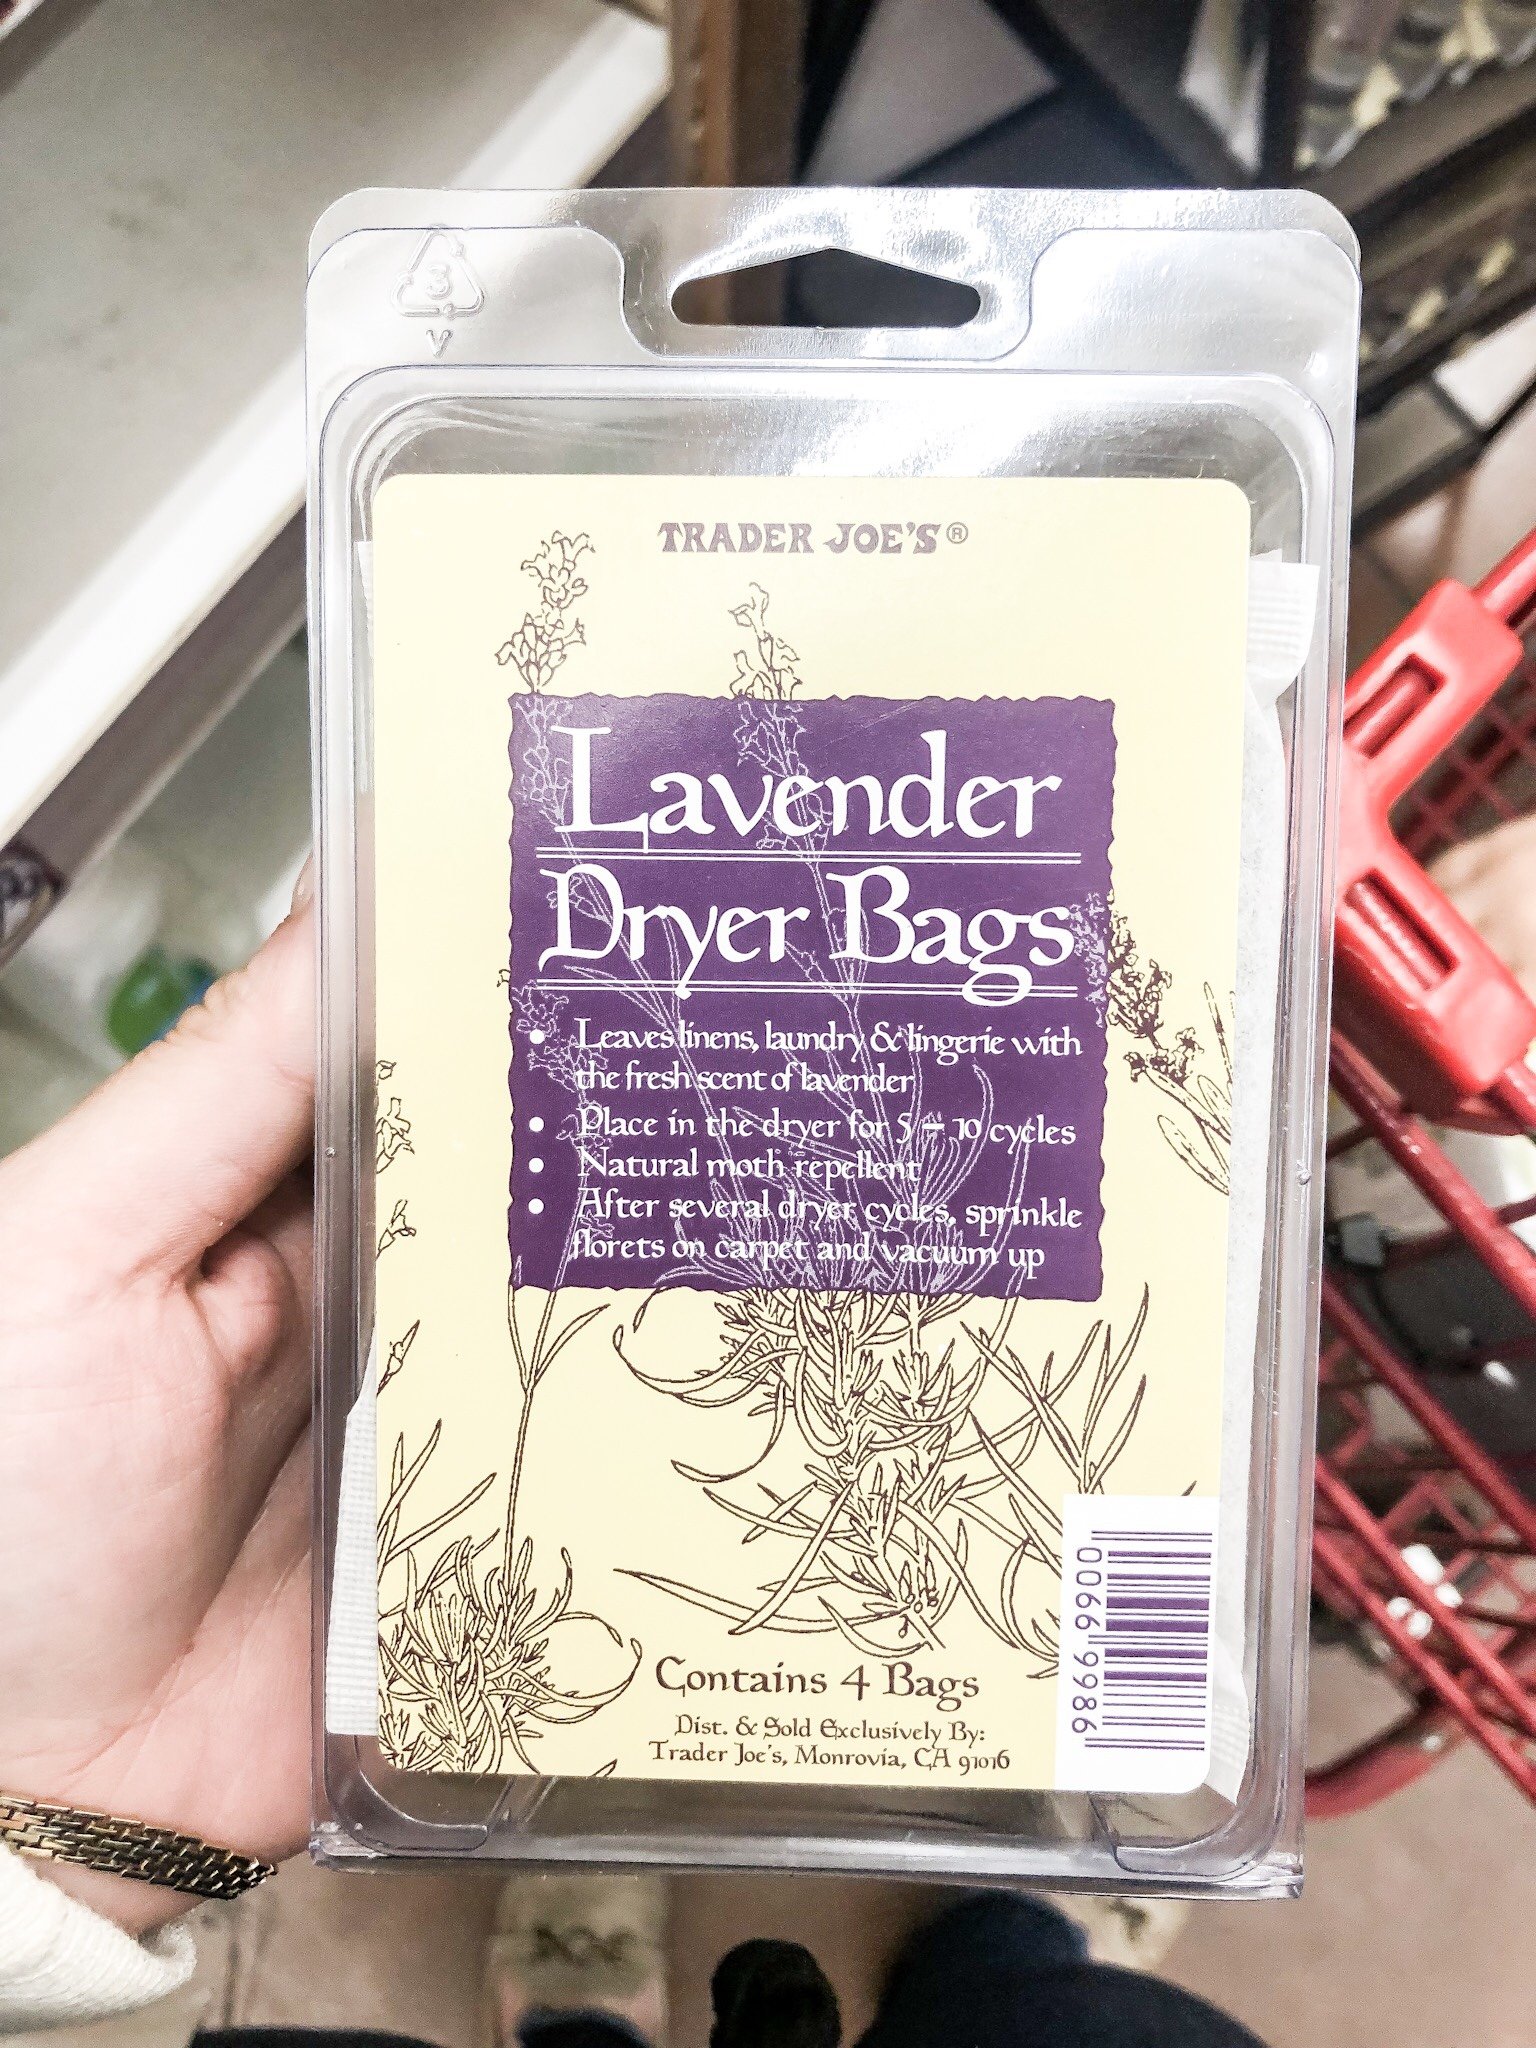 3
V
TRADER JOE'S®
Lavender
Dryer Bags
• Leaves linens, laundry & lingerie with
the fresh scent of lavender
• Place in the dryer for 5 – 10 cycles
• Natural moth repellent
• After several dryer cycles, sprinkle
florets on carpet and vacuum up
0066 9986
Contains 4 Bags
Dist. & Sold Exclusively By:
Trader Joe's, Monrovia, CA 91016